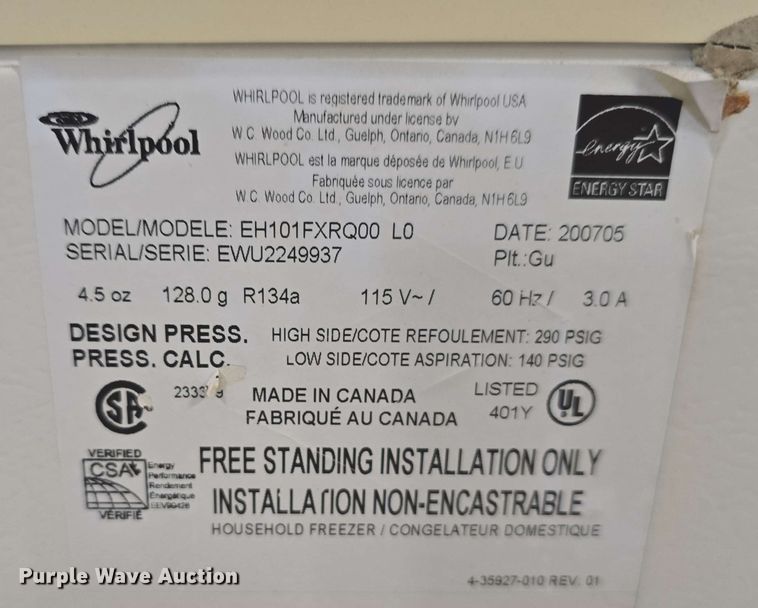 Whirlpool
WHIRLPOOL is registered trademark of Whirlpool USA
Manufactured under license by
W.C. Wood Co. Ltd., Guelph, Ontario, Canada, N1H 6L9
WHIRLPOOL est la marque déposée de Whirlpool, E.U.
Fabriquée sous licence par
W.C. Wood Co. Ltd., Guelph, Ontario, Canada, N1H 6L9
energy
ENERGY STAR
MODEL/MODELE: EH101FXRQ00 L0
SERIAL/SERIE: EWU2249937
DATE: 200705
Plt.:Gu
4.5 oz 128.0 g R134a 115 V~ / 60 Hz / 3.0 A
DESIGN PRESS. HIGH SIDE/COTE REFOULEMENT: 290 PSIG
PRESS. CALC. LOW SIDE/COTE ASPIRATION: 140 PSIG
SA
MADE IN CANADA
FABRIQUÉ AU CANADA
LISTED
401Y
UL
VERIFIED
CSA
Energy
Performance
Rendement
Énergétique
VERIFIÉ
FREE STANDING INSTALLATION ONLY
INSTALLATION NON-ENCASTRABLE
HOUSEHOLD FREEZER / CONGELATEUR DOMESTIQUE
4-35927-010 REV. 01
Purple Wave Auction